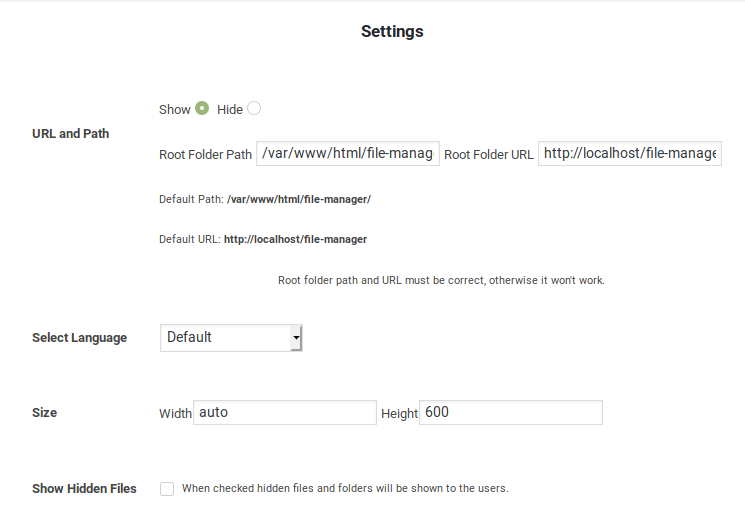 Settings
Show Hide
URL and Path
Root Folder Path /var/www/html/file-manag Root Folder URL http://localhost/file-manage
Default Path: /var/www/html/file-manager/
Default URL: http://localhost/file-manager
Root folder path and URL must be correct, otherwise it won't work.
Select Language Default
Size Width auto Height 600
Show Hidden Files When checked hidden files and folders will be shown to the users.